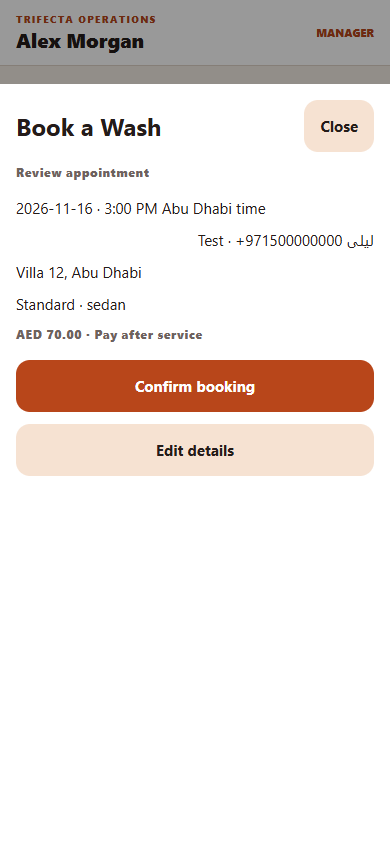 TRIFECTA OPERATIONS
Alex Morgan
MANAGER
Book a Wash
Close
Review appointment
2026-11-16 · 3:00 PM Abu Dhabi time
ليلى Test · +971500000000
Villa 12, Abu Dhabi
Standard · sedan
AED 70.00 · Pay after service
Confirm booking
Edit details